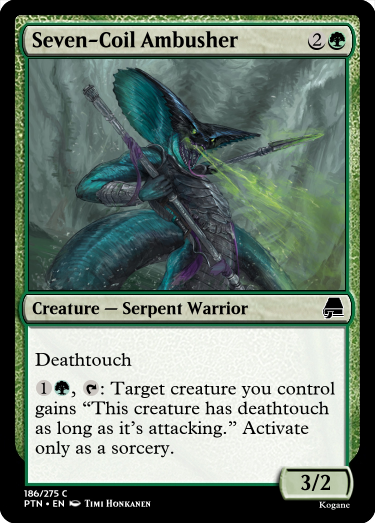 Seven-Coil Ambusher 2
Creature — Serpent Warrior
Deathtouch
1, : Target creature you control
gains “This creature has deathtouch
as long as it's attacking.” Activate
only as a sorcery.
3/2
186/275 C
PTN • EN Timi Honkanen
Kogane